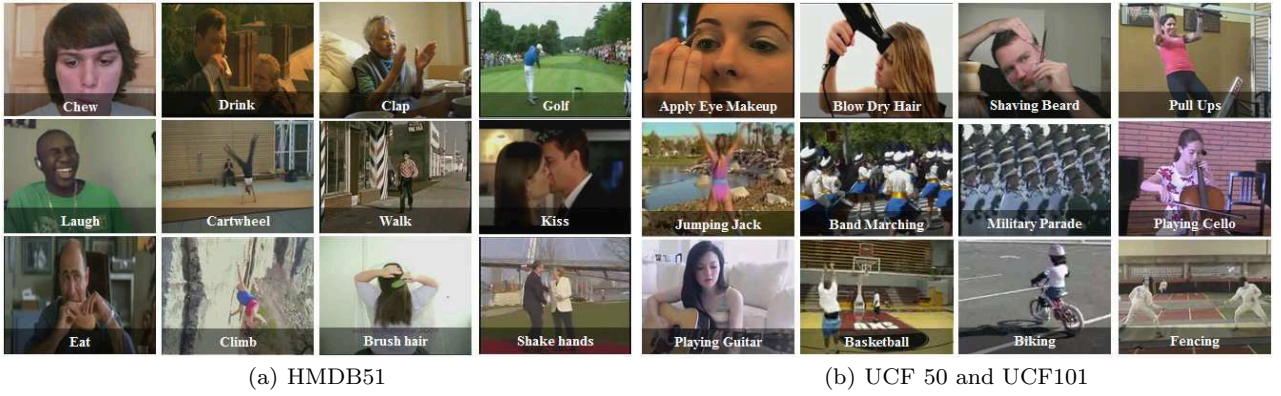 Chew Drink Clap Golf Apply Eye Makeup Blow Dry Hair Shaving Beard Pull Ups
Laugh Cartwheel Walk Kiss Jumping Jack Band Marching Military Parade Playing Cello
Eat Climb Brush hair Shake hands Playing Guitar Basketball Biking Fencing
(a) HMDB51 (b) UCF 50 and UCF101